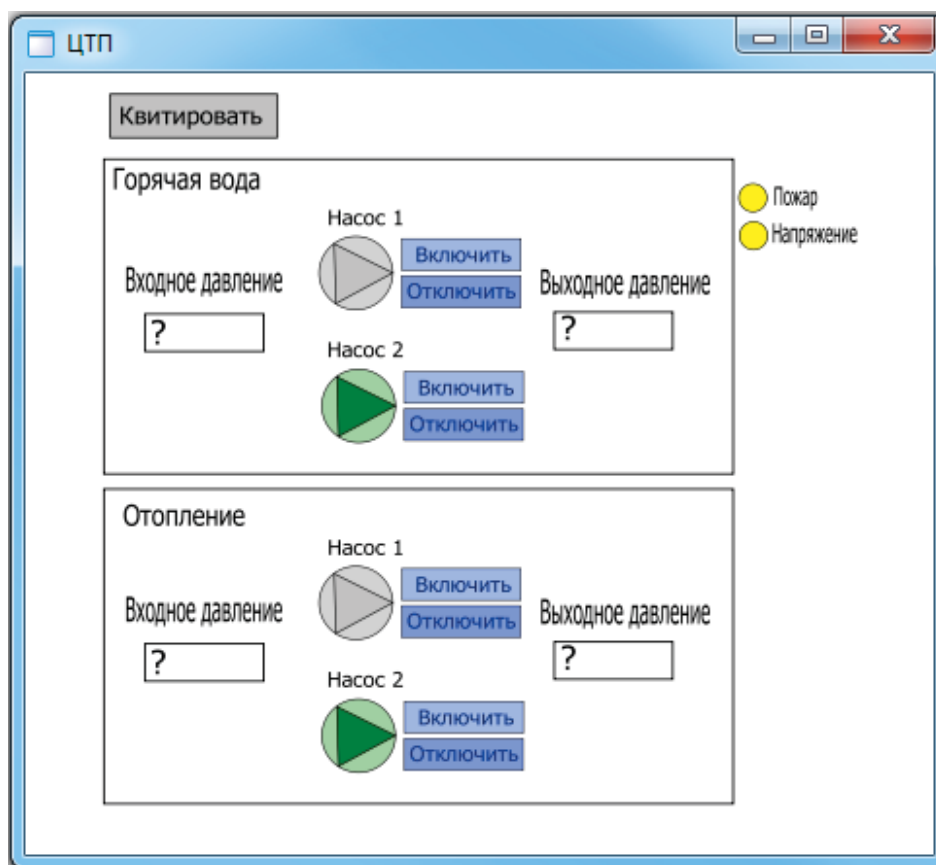 ЦТП
Квитировать
Горячая вода
Пожар
Напряжение
Насос 1
Включить
Отключить
Входное давление
?
Выходное давление
?
Насос 2
Включить
Отключить
Отопление
Насос 1
Включить
Отключить
Входное давление
?
Выходное давление
?
Насос 2
Включить
Отключить